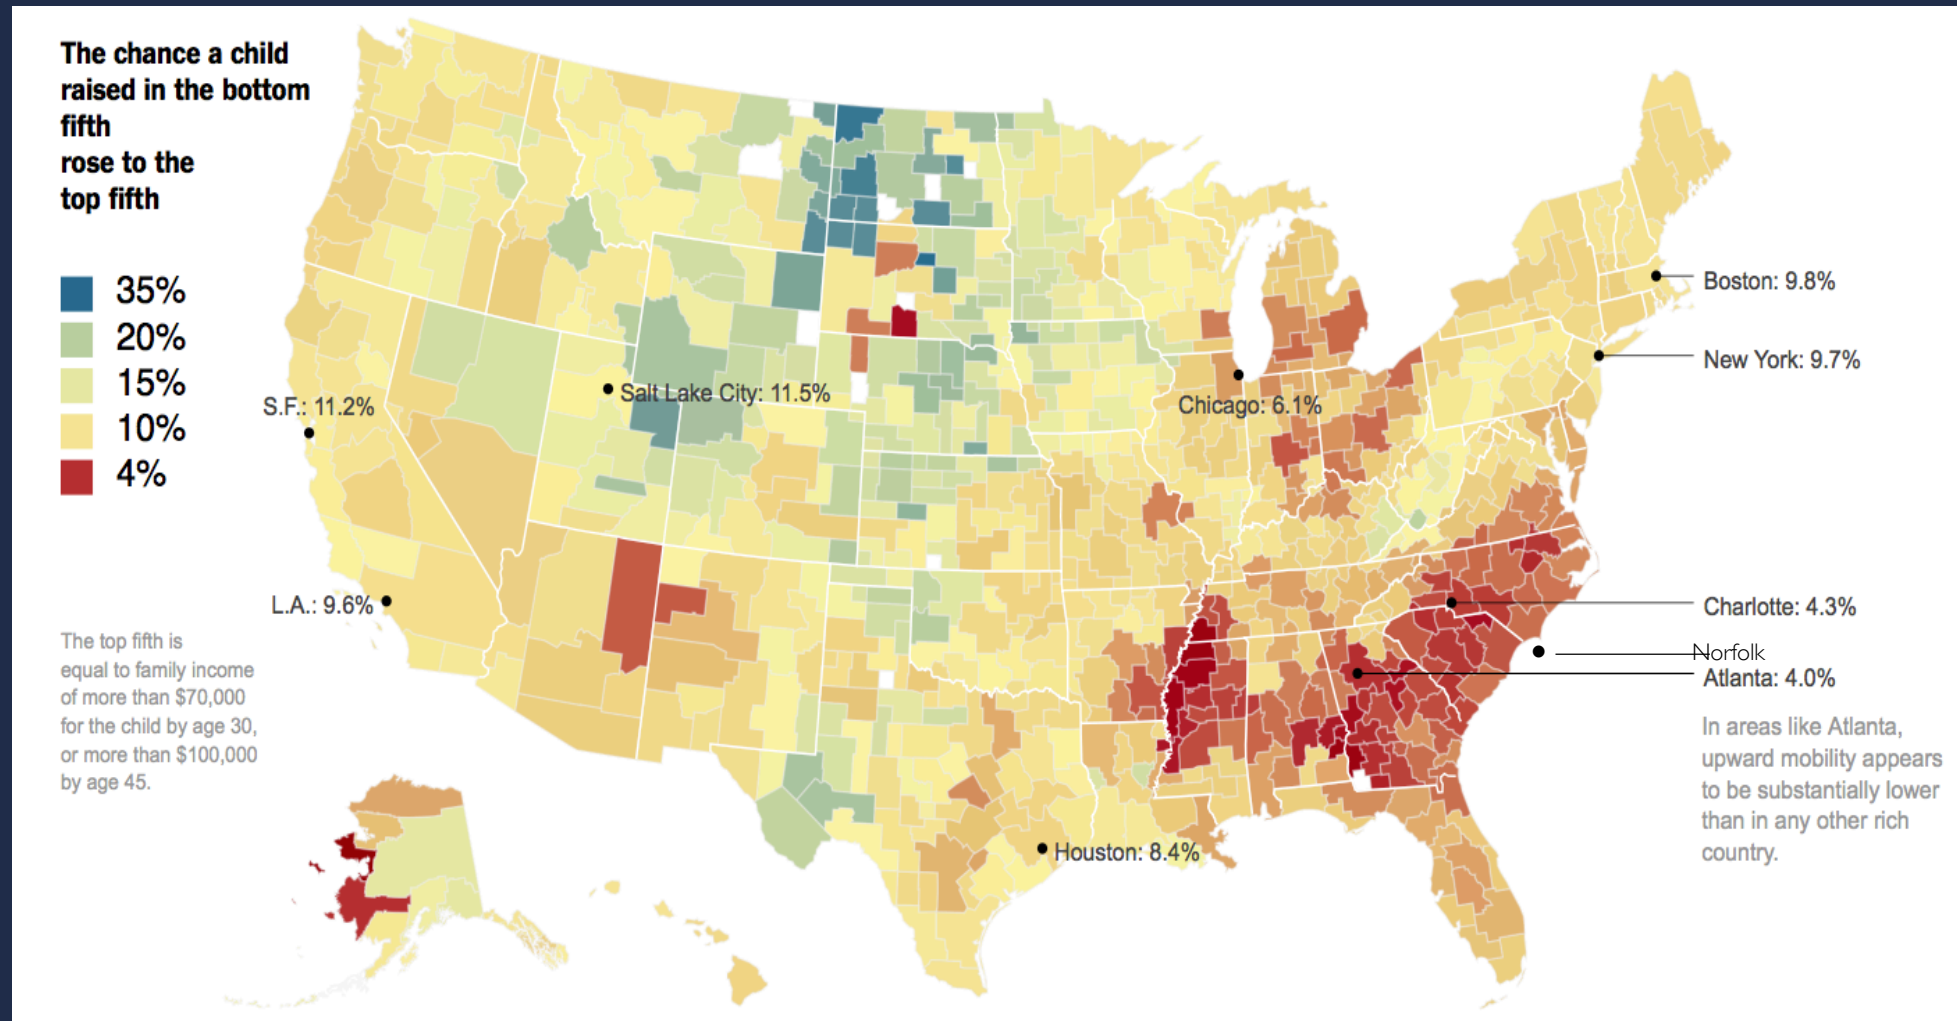 The chance a child
raised in the bottom
fifth
rose to the
top fifth
35%
20%
15%
10%
4%
S.F.: 11.2%
Salt Lake City: 11.5%
L.A.: 9.6%
Chicago: 6.1%
Houston: 8.4%
Boston: 9.8%
New York: 9.7%
Charlotte: 4.3%
Norfolk
Atlanta: 4.0%
In areas like Atlanta,
upward mobility appears
to be substantially lower
than in any other rich
country.
The top fifth is
equal to family income
of more than $70,000
for the child by age 30,
or more than $100,000
by age 45.